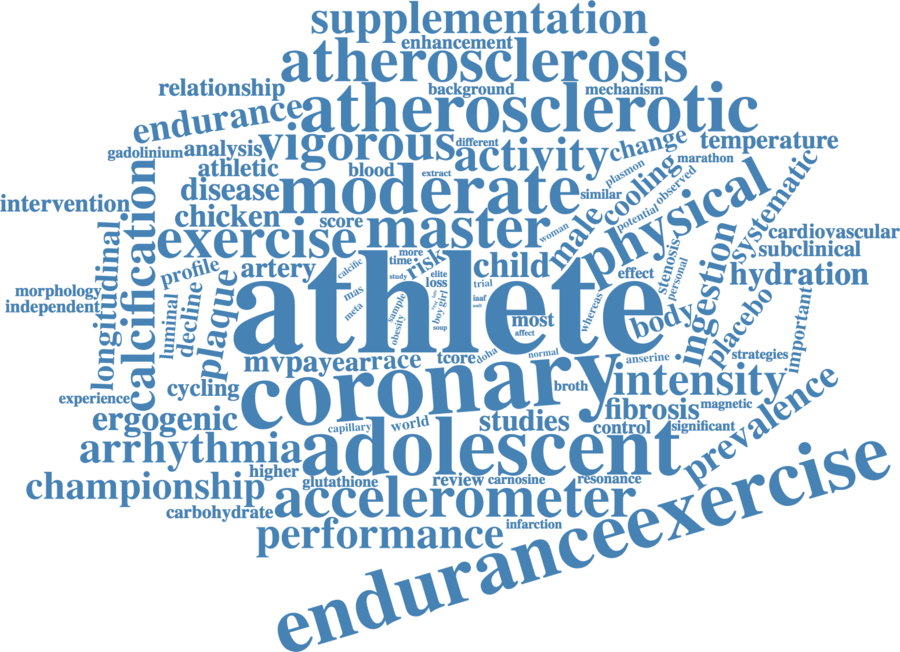 supplementation
enhancement
atherosclerosis
relationship
background
mechanism
endurance
atherosclerotic
gadolinium
analysis
vigorous
different
activity
change
temperature
athletic
blood
extract
plasmon
marathon
intervention
disease
moderate
similar
cooling
observed
potential
systematic
chicken
score
master
woman
male
physical
cardiovascular
subclinical
calcification
longitudinal
exercise
more
time
risk
stenosis
personal
profile
artery
calcific
study
elite
loss
child
trial
effect
ingestion
hydration
morphology
independent
luminal
decline
plaque
mas
meta
athlete
sample
obesity
boy
girl
iaaf
soup
most
affect
whereas
body
placebo
important
mvpa
year
race
tcore
doha
normal
anserine
strategies
experience
cycling
coronary
broth
intensity
ergogenic
capillary
world
studies
fibrosis
magnetic
control
significant
prevalence
arrhythmia
adolescent
higher
glutathione
review
carnosine
resonance
championship
accelerometer
carbohydrate
performance
infarction
enduranceexercise